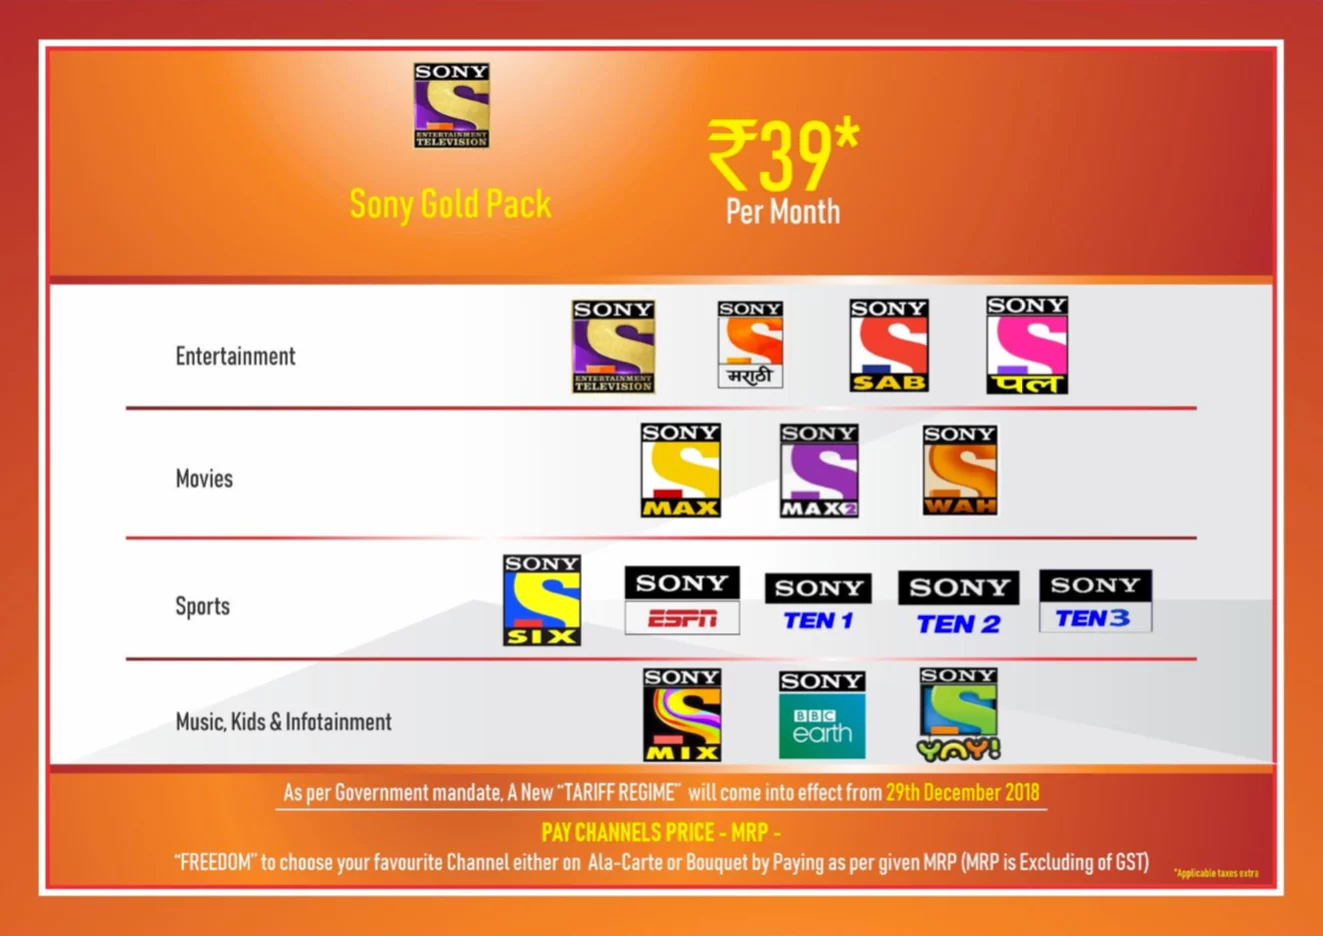 SONY
ENTERTAINMENT
TELEVISION
Sony Gold Pack
₹39*
Per Month
Entertainment
SONY
ENTERTAINMENT
TELEVISION
SONY
मराठी
SONY
SAB
SONY
पल
Movies
SONY
MAX
SONY
MAX2
SONY
WAH
Sports
SONY
SIX
SONY
ESPN
SONY
TEN 1
SONY
TEN 2
SONY
TEN 3
Music, Kids & Infotainment
SONY
MIX
SONY
BBC
earth
SONY
YAY!
As per Government mandate, A New "TARIFF REGIME" will come into effect from 29th December 2018
PAY CHANNELS PRICE - MRP -
"FREEDOM" to choose your favourite Channel either on Ala-Carte or Bouquet by Paying as per given MRP (MRP is Excluding of GST)
*Applicable taxes extra